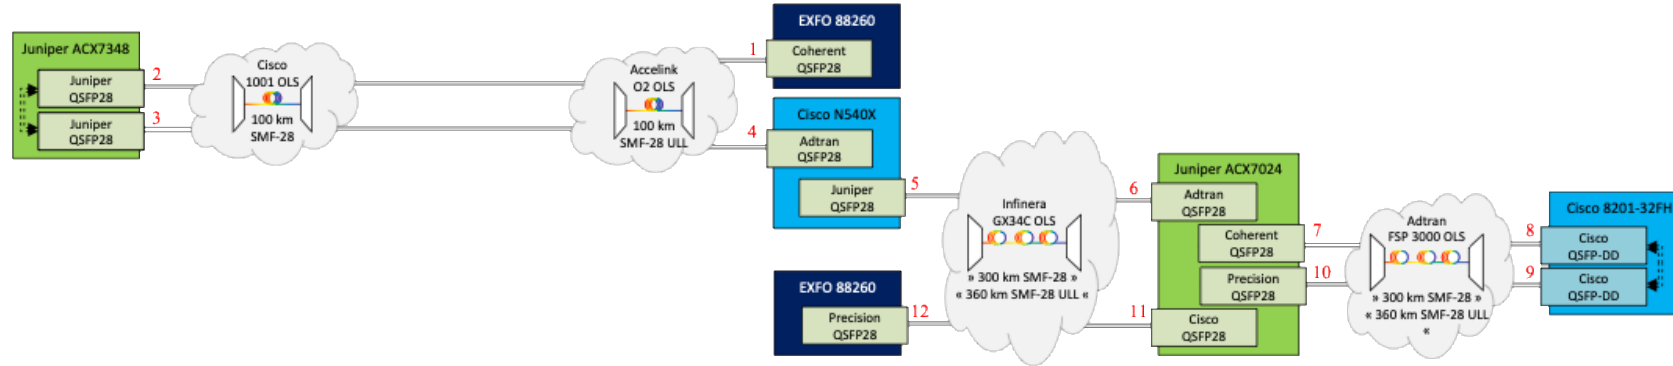 Juniper ACX7348
Juniper
QSFP28
2
Juniper
QSFP28
3
Cisco
1001 OLS
100 km
SMF-28
Accelink
O2 OLS
100 km
SMF-28 ULL
EXFO 88260
1
Coherent
QSFP28
Cisco N540X
4
Adtran
QSFP28
Juniper
QSFP28
5
EXFO 88260
Precision
QSFP28
12
Infinera
GX34C OLS
» 300 km SMF-28 »
« 360 km SMF-28 ULL «
Juniper ACX7024
6
Adtran
QSFP28
Coherent
QSFP28
7
Precision
QSFP28
10
11
Cisco
QSFP28
Adtran
FSP 3000 OLS
» 300 km SMF-28 »
« 360 km SMF-28 ULL
«
Cisco 8201-32FH
8
Cisco
QSFP-DD
9
Cisco
QSFP-DD